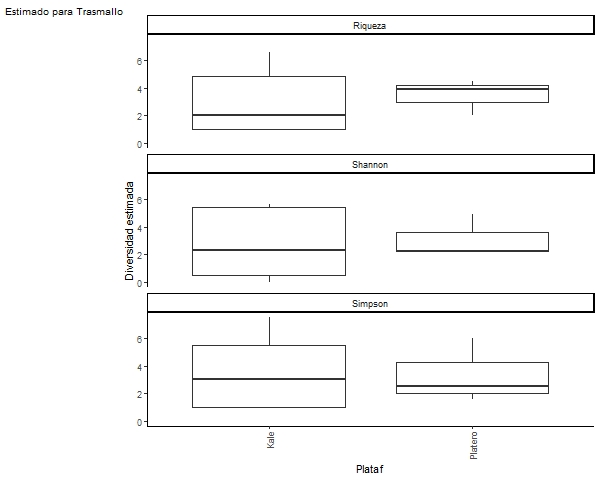 Estimado para Trasmallo
Riqueza
6
4
2
0
Shannon
6
4
2
0
Simpson
6
4
2
0
Diversidad estimada
Kale
Platero
Plataf